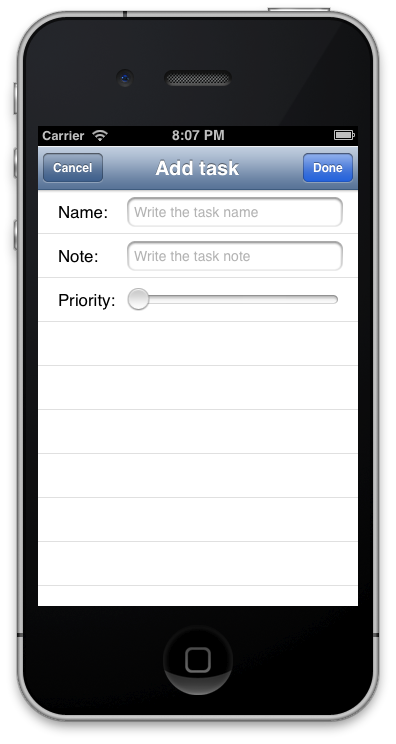 Carrier 8:07 PM
Cancel Add task Done
Name: Write the task name
Note: Write the task note
Priority: